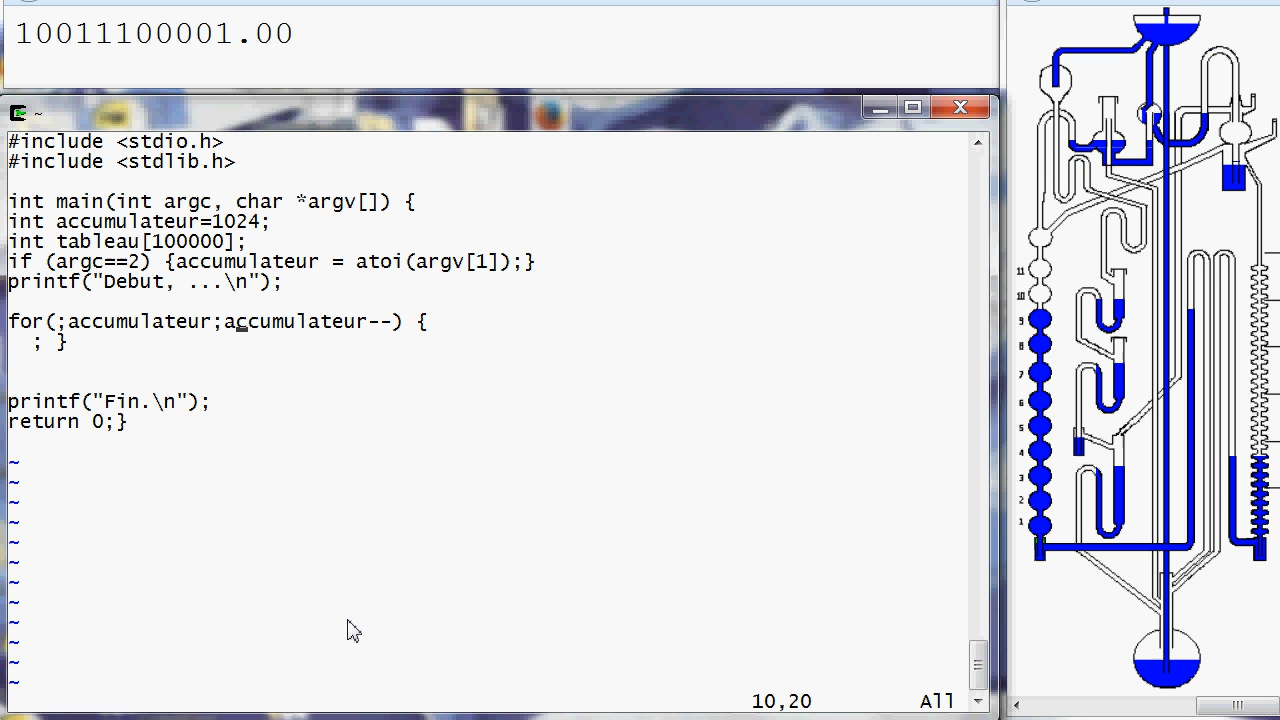 10011100001.00
~
#include <stdio.h>
#include <stdlib.h>
int main(int argc, char *argv[]) {
int accumulateur=1024;
int tableau[100000];
if (argc==2) {accumulateur = atoi(argv[1]);}
printf("Debut, ...\n");
for(;accumulateur;accumulateur--) {
; }
printf("Fin.\n");
return 0;}
~
~
~
~
~
~
~
~
~
~
~
~
10,20 All
11
10
9
8
7
6
5
4
3
2
1